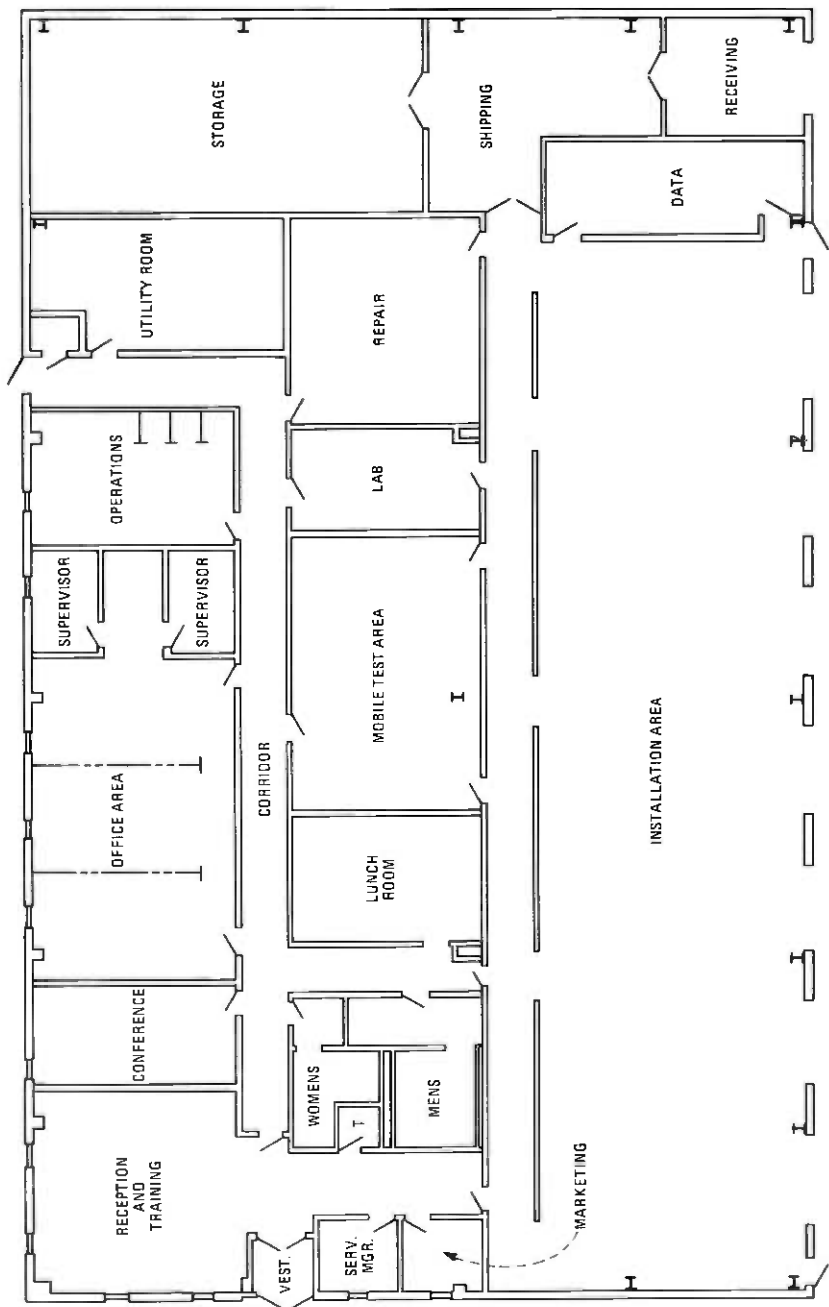 STORAGE
SHIPPING
RECEIVING
DATA
UTILITY ROOM
REPAIR
OPERATIONS
LAB
SUPERVISOR
SUPERVISOR
MOBILE TEST AREA
OFFICE AREA
CORRIDOR
INSTALLATION AREA
LUNCH
ROOM
CONFERENCE
WOMENS
MENS
T
RECEPTION
AND
TRAINING
VEST.
SERV.
MGR.
MARKETING